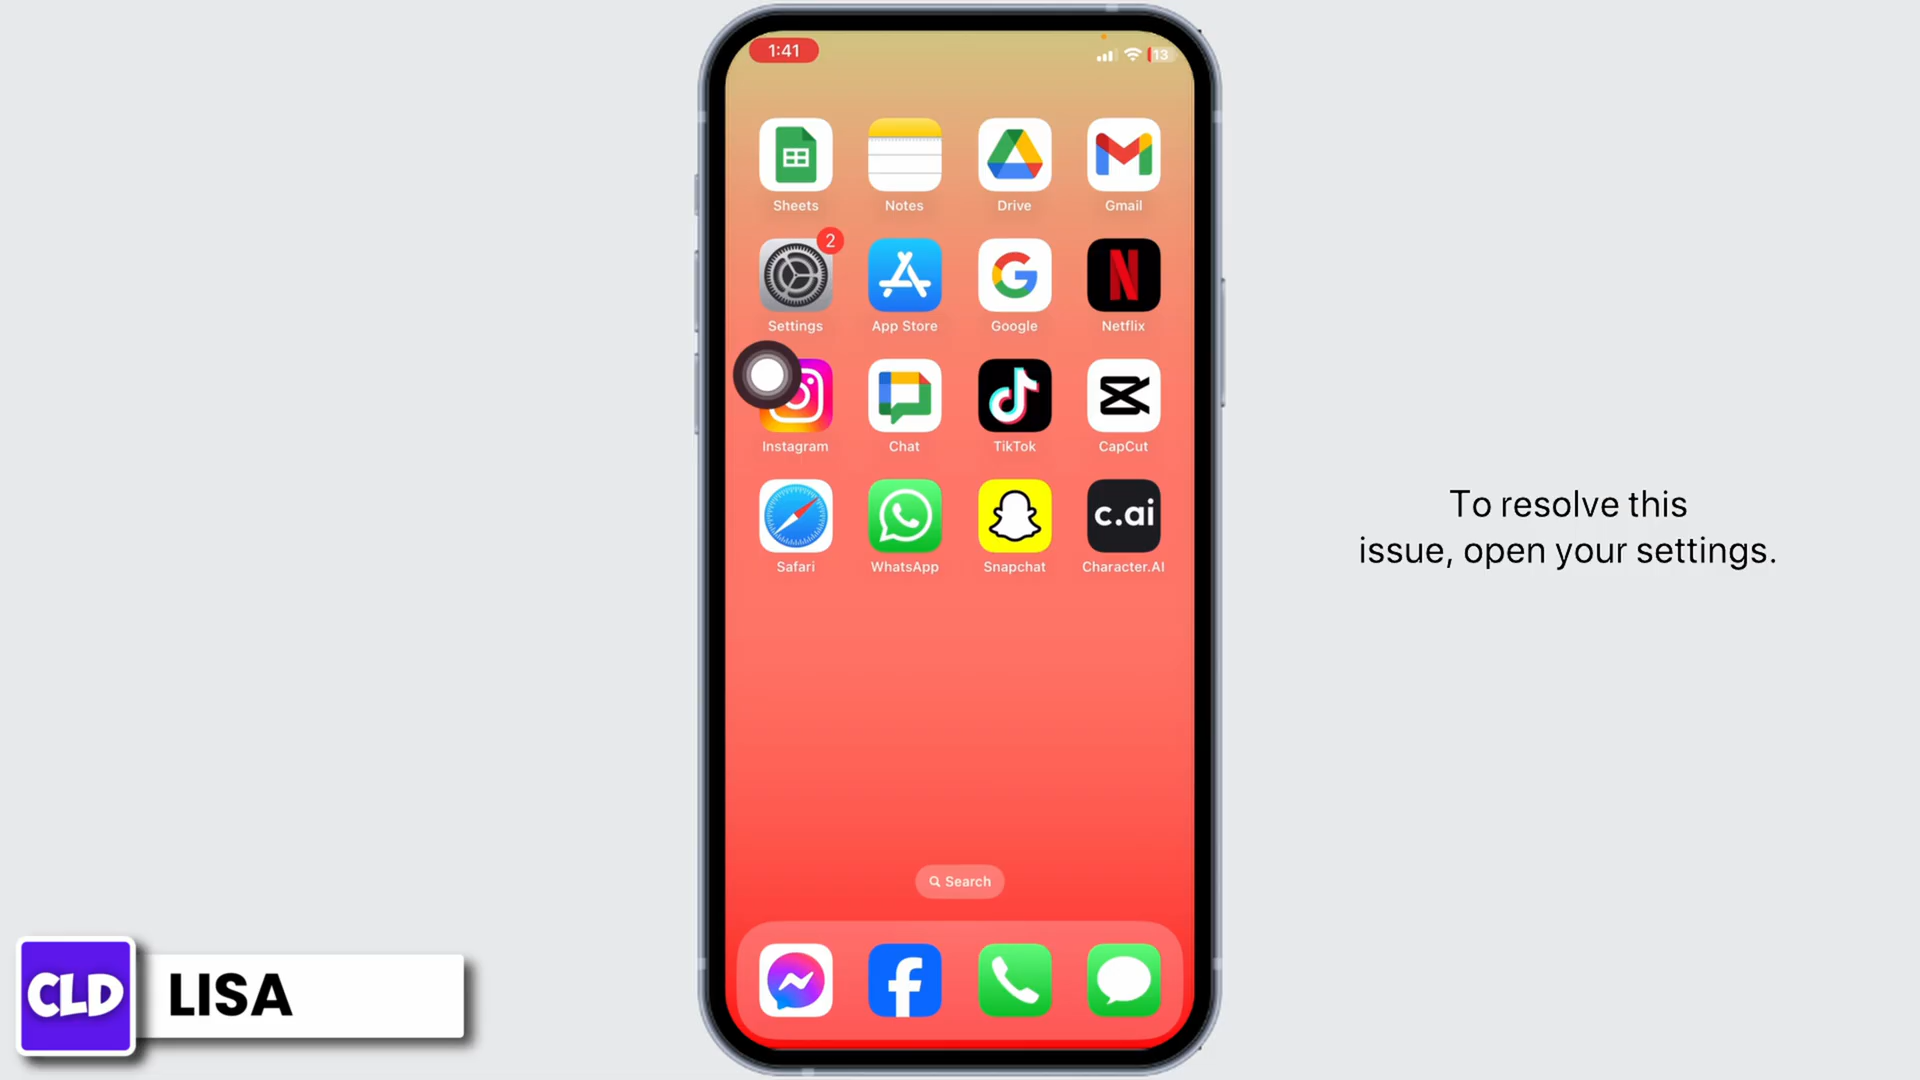 1:41
13
Sheets
Notes
Drive
Gmail
2
Settings
App Store
Google
Netflix
Instagram
Chat
TikTok
CapCut
c.ai
Safari
WhatsApp
Snapchat
Character.AI
To resolve this
issue, open your settings.
Search
CLD
LISA